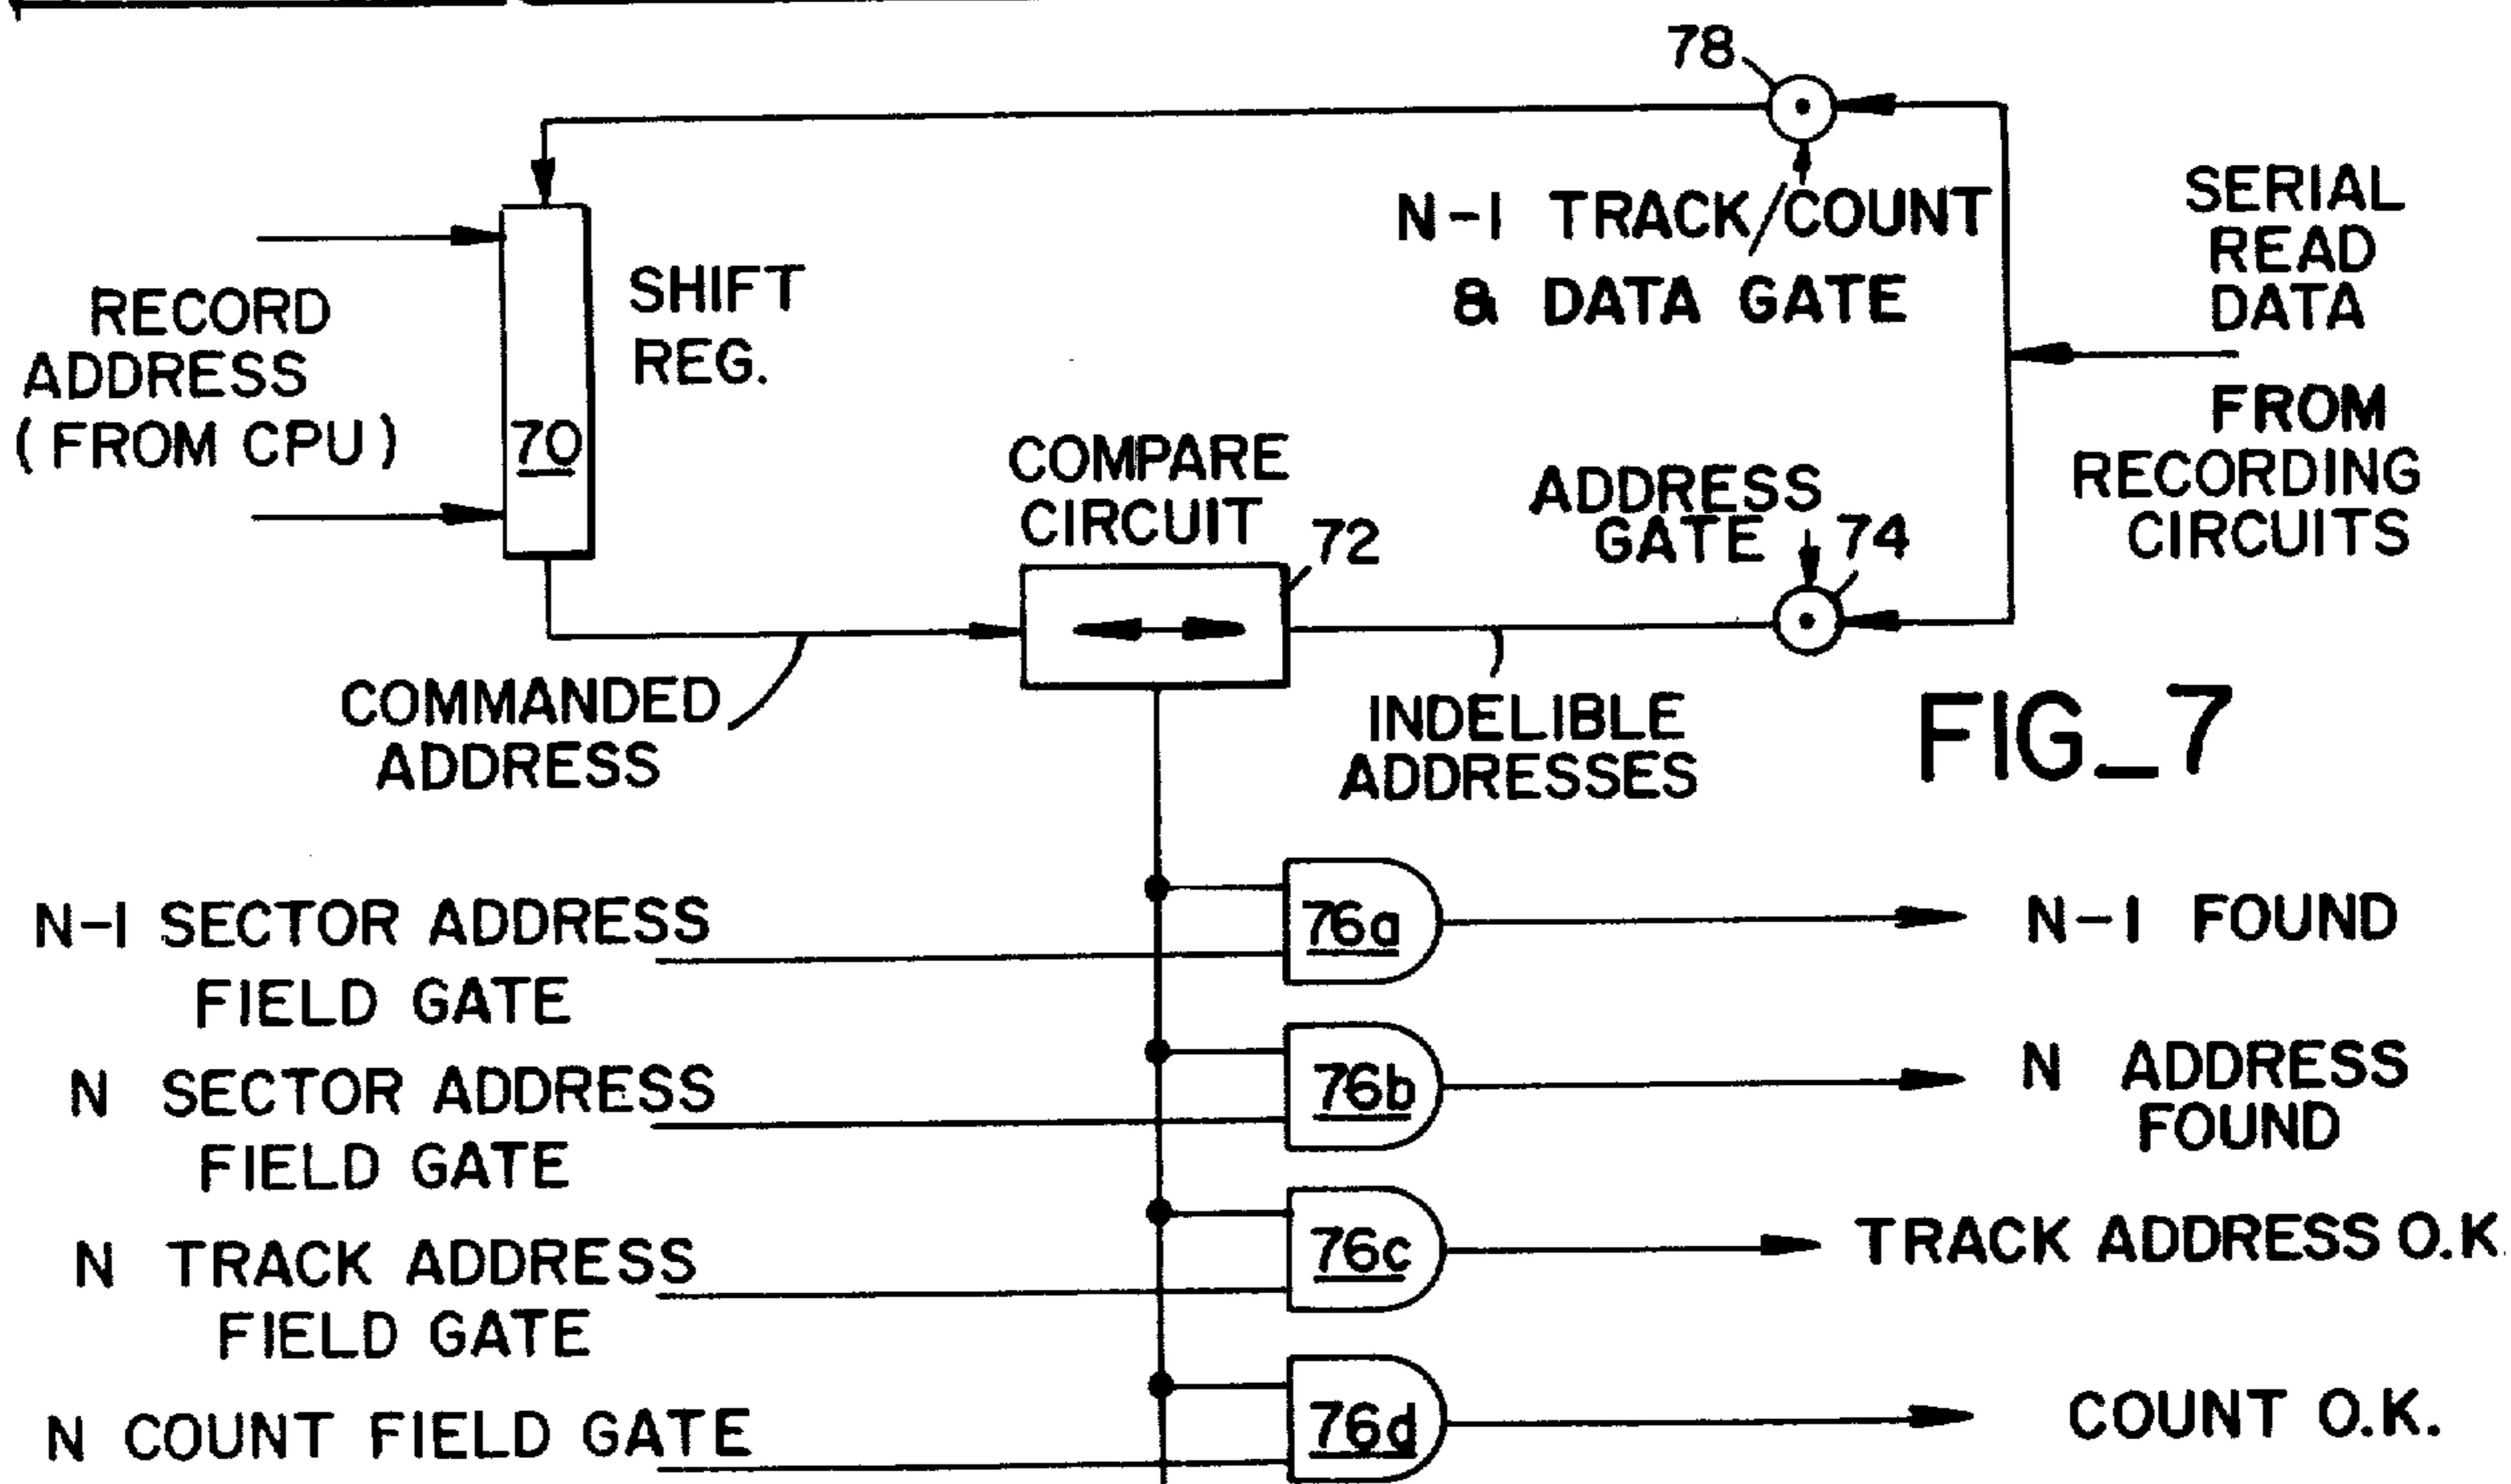 78
N-1 TRACK/COUNT
& DATA GATE
SERIAL
READ
DATA
FROM
RECORDING
CIRCUITS
RECORD
ADDRESS
(FROM CPU)
SHIFT
REG.
70
COMPARE
CIRCUIT
72
ADDRESS
GATE
74
COMMANDED
ADDRESS
INDELIBLE
ADDRESSES
FIG_7
N-1 SECTOR ADDRESS
FIELD GATE
76a
N-1 FOUND
N SECTOR ADDRESS
FIELD GATE
76b
N ADDRESS
FOUND
N TRACK ADDRESS
FIELD GATE
76c
TRACK ADDRESS O.K.
N COUNT FIELD GATE
76d
COUNT O.K.